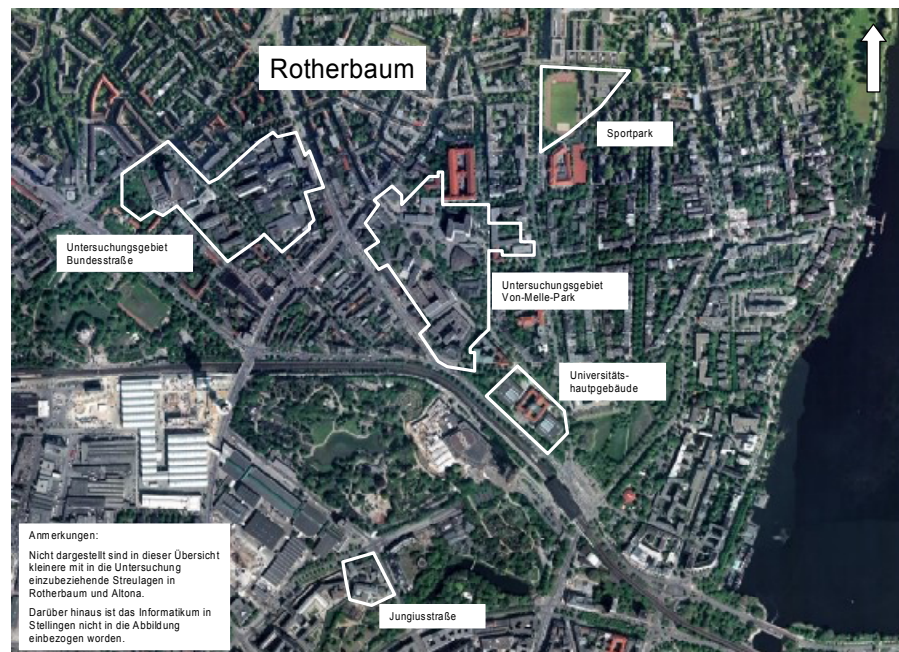 Rotherbaum
Sportpark
Untersuchungsgebiet
Bundesstraße
Untersuchungsgebiet
Von-Melle-Park
Universitäts-
hautpgebäude
Anmerkungen:
Nicht dargestellt sind in dieser Übersicht
kleinere mit in die Untersuchung
einzubeziehende Streulagen in
Rotherbaum und Altona.
Darüber hinaus ist das Informatikum in
Stellingen nicht in die Abbildung
einbezogen worden.
Jungiusstraße